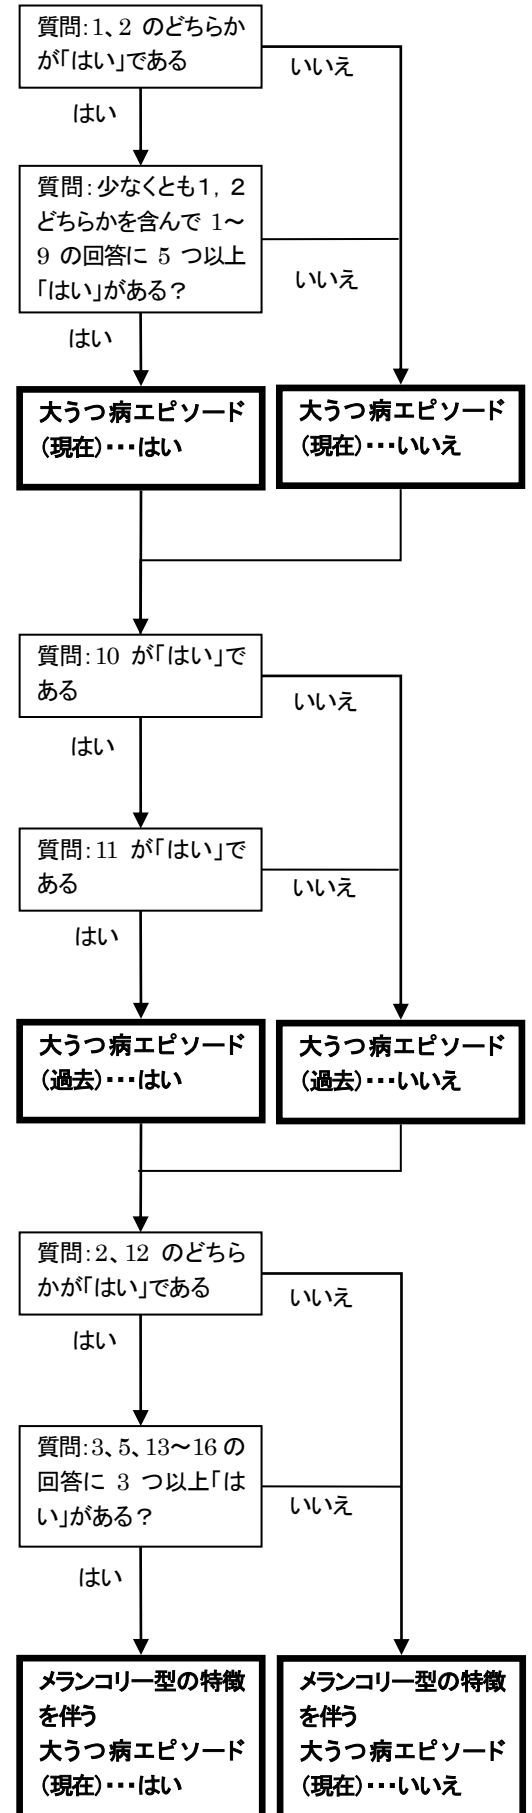 質問:1、2 のどちらか
が「はい」である
いいえ
はい
質問:少なくとも1，2
どちらかを含んで 1～
9 の回答に 5 つ以上
「はい」がある？
いいえ
はい
大うつ病エピソード
（現在）・・・はい
大うつ病エピソード
（現在）・・・いいえ
質問:10 が「はい」で
ある
いいえ
はい
質問:11 が「はい」で
ある
いいえ
はい
大うつ病エピソード
（過去）・・・はい
大うつ病エピソード
（過去）・・・いいえ
質問:2、12 のどちら
かが「はい」である
いいえ
はい
質問:3、5、13～16 の
回答に 3 つ以上「は
い」がある？
いいえ
はい
メランコリー型の特徴
を伴う
大うつ病エピソード
（現在）・・・はい
メランコリー型の特徴
を伴う
大うつ病エピソード
（現在）・・・いいえ